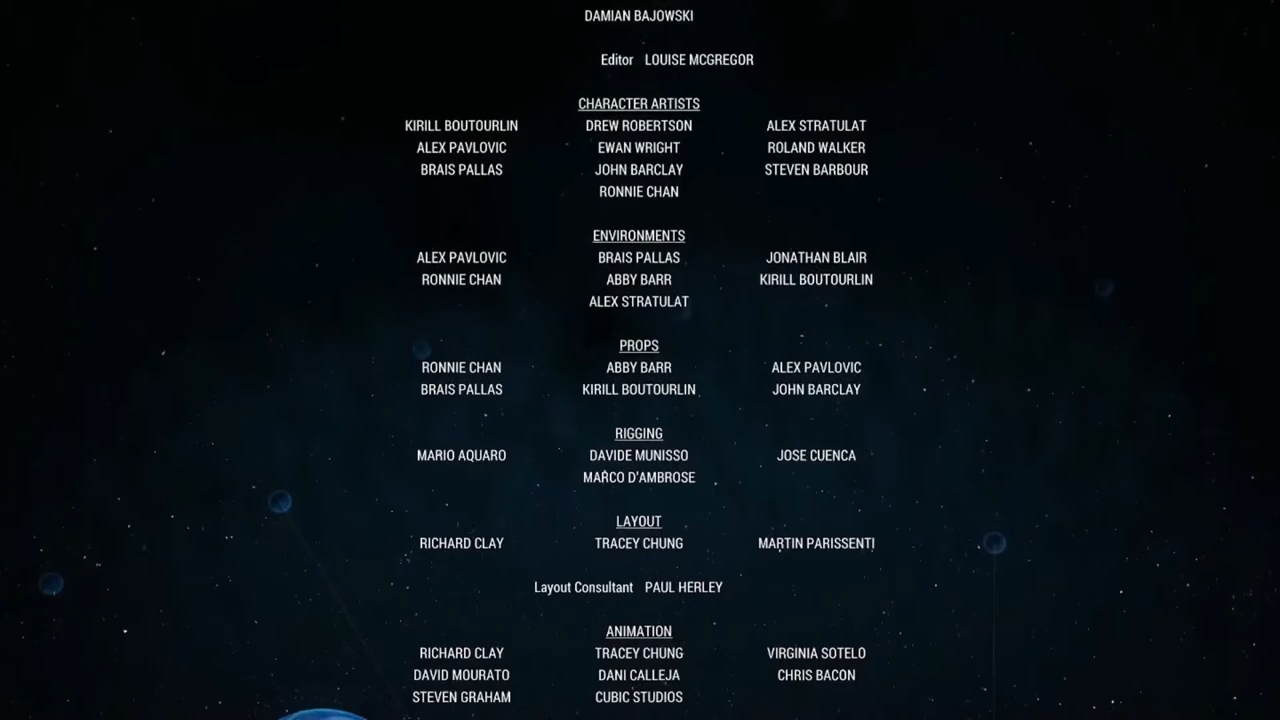 DAMIAN BAJOWSKI
Editor LOUISE MCGREGOR
CHARACTER ARTISTS
KIRILL BOUTOURLIN DREW ROBERTSON ALEX STRATULAT
ALEX PAVLOVIC EWAN WRIGHT ROLAND WALKER
BRAIS PALLAS JOHN BARCLAY STEVEN BARBOUR
RONNIE CHAN
ENVIRONMENTS
ALEX PAVLOVIC BRAIS PALLAS JONATHAN BLAIR
RONNIE CHAN ABBY BARR KIRILL BOUTOURLIN
ALEX STRATULAT
PROPS
RONNIE CHAN ABBY BARR ALEX PAVLOVIC
BRAIS PALLAS KIRILL BOUTOURLIN JOHN BARCLAY
RIGGING
MARIO AQUARO DAVIDE MUNISSO JOSE CUENCA
MARCO D'AMBROSE
LAYOUT
RICHARD CLAY TRACEY CHUNG MARTIN PARISSENTI
Layout Consultant PAUL HERLEY
ANIMATION
RICHARD CLAY TRACEY CHUNG VIRGINIA SOTELO
DAVID MOURATO DANI CALLEJA CHRIS BACON
STEVEN GRAHAM CUBIC STUDIOS